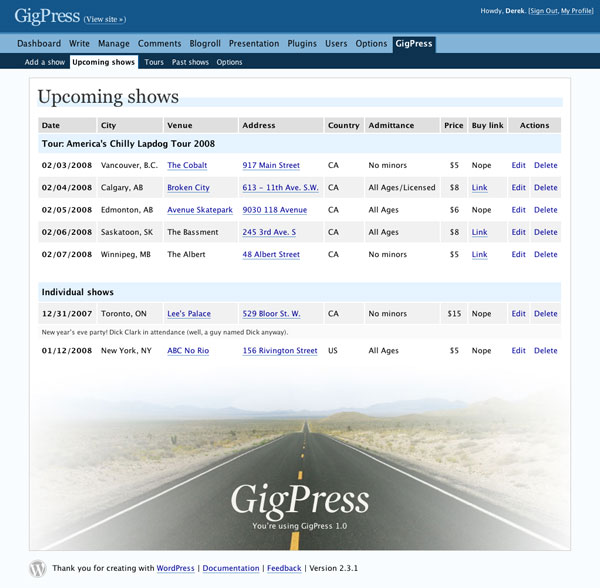 GigPress (View site »)
Howdy, Derek. [Sign Out, My Profile]
Dashboard Write Manage Comments Blogroll Presentation Plugins Users Options GigPress
Add a show Upcoming shows Tours Past shows Options
Upcoming shows
Date City Venue Address Country Admittance Price Buy link Actions
Tour: America's Chilly Lapdog Tour 2008
02/03/2008 Vancouver, B.C. The Cobalt 917 Main Street CA No minors $5 Nope Edit Delete
02/04/2008 Calgary, AB Broken City 613 - 11th Ave. S.W. CA All Ages/Licensed $8 Link Edit Delete
02/05/2008 Edmonton, AB Avenue Skatepark 9030 118 Avenue CA All Ages $6 Nope Edit Delete
02/06/2008 Saskatoon, SK The Bassment 245 3rd Ave. S CA All Ages $8 Link Edit Delete
02/07/2008 Winnipeg, MB The Albert 48 Albert Street CA No minors $5 Link Edit Delete
Individual shows
12/31/2007 Toronto, ON Lee's Palace 529 Bloor St. W. CA No minors $15 Nope Edit Delete
New year's eve party! Dick Clark in attendance (well, a guy named Dick anyway).
01/12/2008 New York, NY ABC No Rio 156 Rivington Street US All Ages $5 Nope Edit Delete
GigPress
You're using GigPress 1.0
Thank you for creating with WordPress | Documentation | Feedback | Version 2.3.1